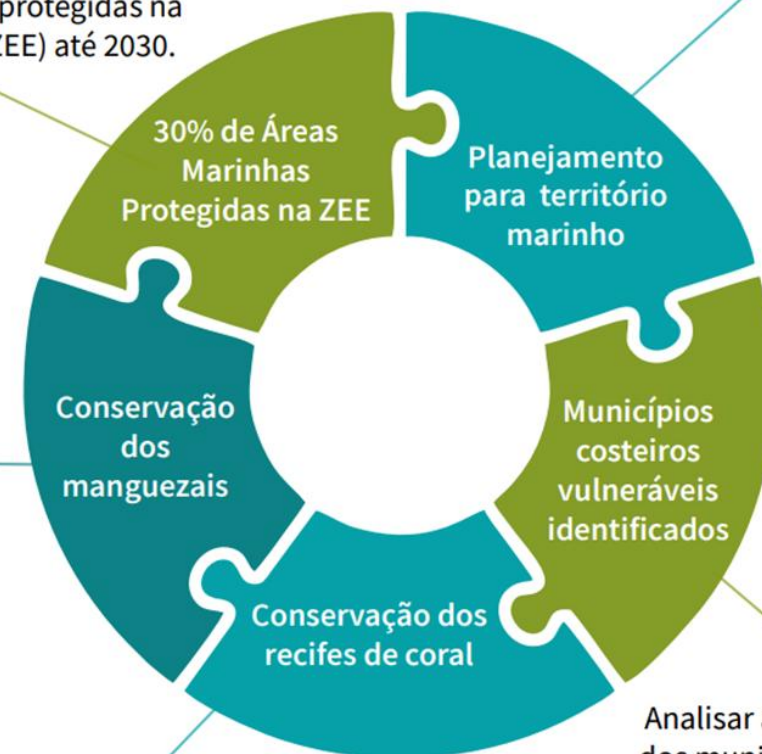 protegidas na
ZEE) até 2030.
30% de Áreas
Marinhas
Protegidas na ZEE
Planejamento
para território
marinho
Conservação
dos
manguezais
Municípios
costeiros
vulneráveis
identificados
Conservação dos
recifes de coral
Analisar